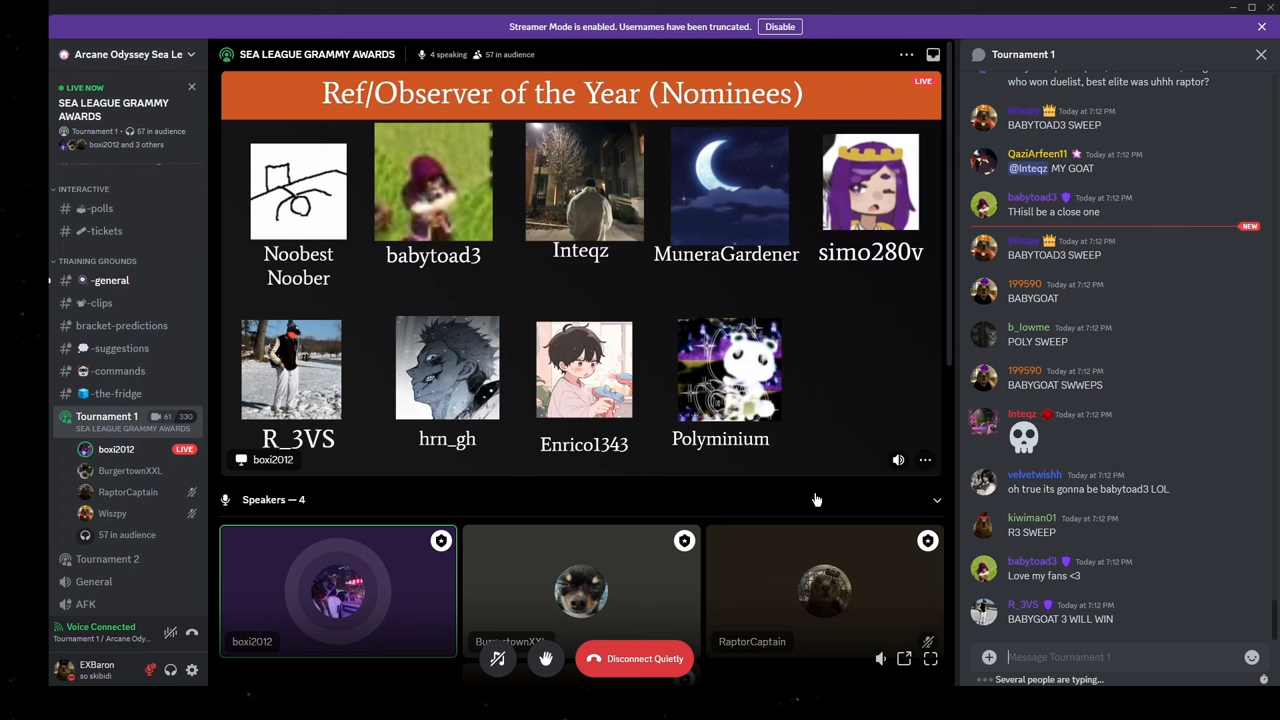 Streamer Mode is enabled. Usernames have been truncated.
Disable
Arcane Odyssey Sea Le
LIVE NOW
SEA LEAGUE GRAMMY
AWARDS
Tournament 1 • 57 in audience
boxi2012 and 3 others
INTERACTIVE
-polls
-tickets
TRAINING GROUNDS
-general
-clips
bracket-predictions
-suggestions
-commands
-the-fridge
Tournament 1
61 330
SEA LEAGUE GRAMMY AWARDS
boxi2012
LIVE
BurgertownXXL
RaptorCaptain
Wiszpy
57 in audience
Tournament 2
General
AFK
Voice Connected
Tournament 1 / Arcane Ody...
EXBaron
so skibidi
SEA LEAGUE GRAMMY AWARDS
4 speaking
57 in audience
Ref/Observer of the Year (Nominees)
LIVE
Noobest
Noober
babytoad3
Inteqz
MuneraGardener
simo280v
R_3VS
hrn_gh
Enrico1343
Polyminium
boxi2012
Speakers — 4
boxi2012
RaptorCaptain
Disconnect Quietly
Tournament 1
who won duelist, best elite was uhhh raptor?
Wiszpy Today at 7:12 PM
BABYTOAD3 SWEEP
QaziArfeen11 Today at 7:12 PM
@Inteqz MY GOAT
babytoad3 Today at 7:12 PM
THisll be a close one
NEW
Wiszpy Today at 7:12 PM
BABYTOAD3 SWEEP
199590 Today at 7:12 PM
BABYGOAT
b_lowme Today at 7:12 PM
POLY SWEEP
199590 Today at 7:12 PM
BABYGOAT SWWEPS
Inteqz Today at 7:12 PM
velvetwishh Today at 7:12 PM
oh true its gonna be babytoad3 LOL
kiwiman01 Today at 7:12 PM
R3 SWEEP
babytoad3 Today at 7:12 PM
Love my fans <3
R_3VS Today at 7:12 PM
BABYGOAT 3 WILL WIN
Message Tournament 1
Several people are typing...